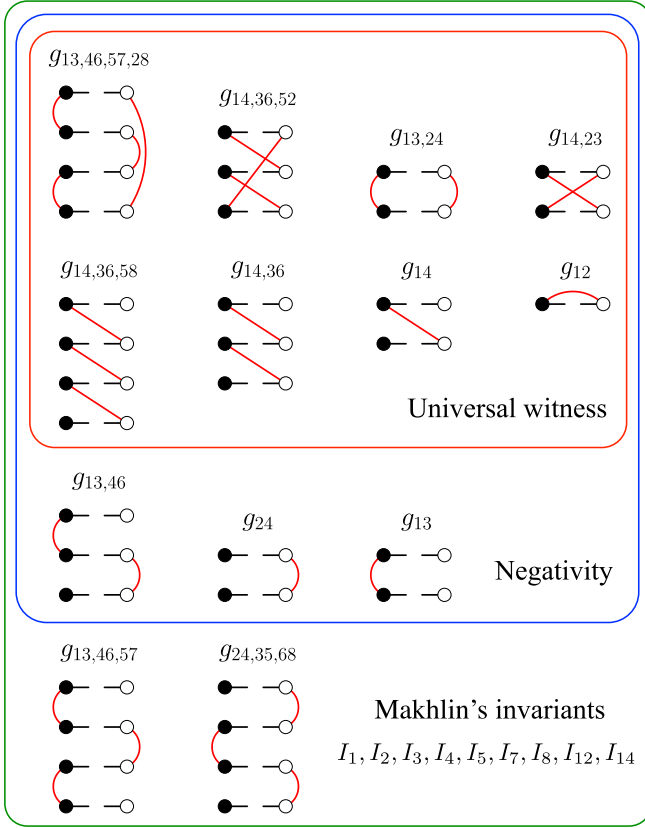 g13,46,57,28
g14,36,52
g13,24
g14,23
g14,36,58
g14,36
g14
g12
Universal witness
g13,46
g24
g13
Negativity
g13,46,57
g24,35,68
Makhlin's invariants
I1, I2, I3, I4, I5, I7, I8, I12, I14